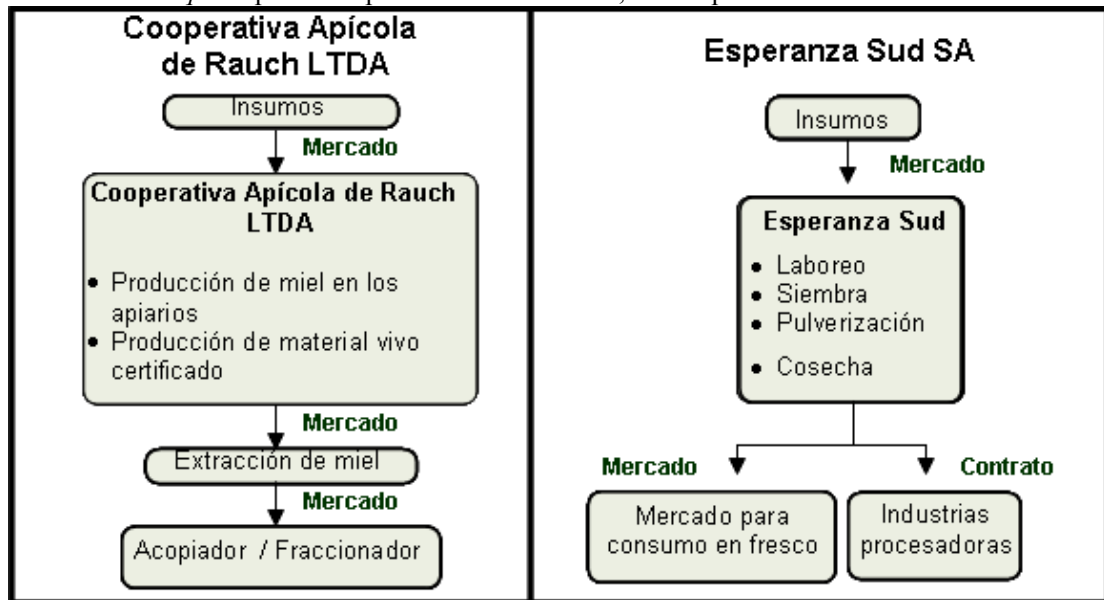 Cooperativa Apícola
de Rauch LTDA
Insumos
Mercado
Cooperativa Apícola de Rauch
LTDA
• Producción de miel en los
apiarios
• Producción de material vivo
certificado
Mercado
Extracción de miel
Mercado
Acopiador / Fraccionador
Esperanza Sud SA
Insumos
Mercado
Esperanza Sud
• Laboreo
• Siembra
• Pulverización
• Cosecha
Mercado
Contrato
Mercado para
consumo en fresco
Industrias
procesadoras